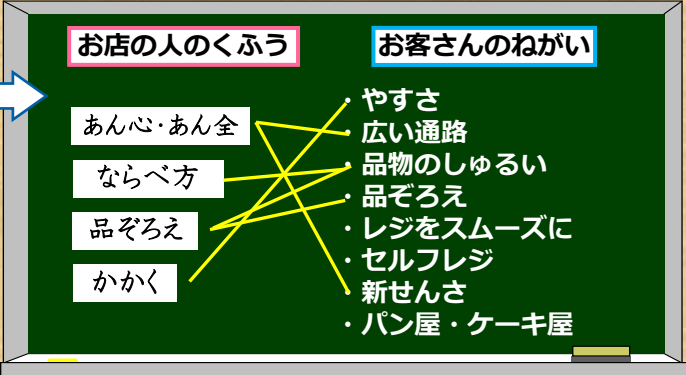 お店の人のくふう
お客さんのねがい
あん心・あん全
ならべ方
品ぞろえ
かかく
・やすさ
・広い通路
・品物のしゅるい
・品ぞろえ
・レジをスムーズに
・セルフレジ
・新せんさ
・パン屋・ケーキ屋